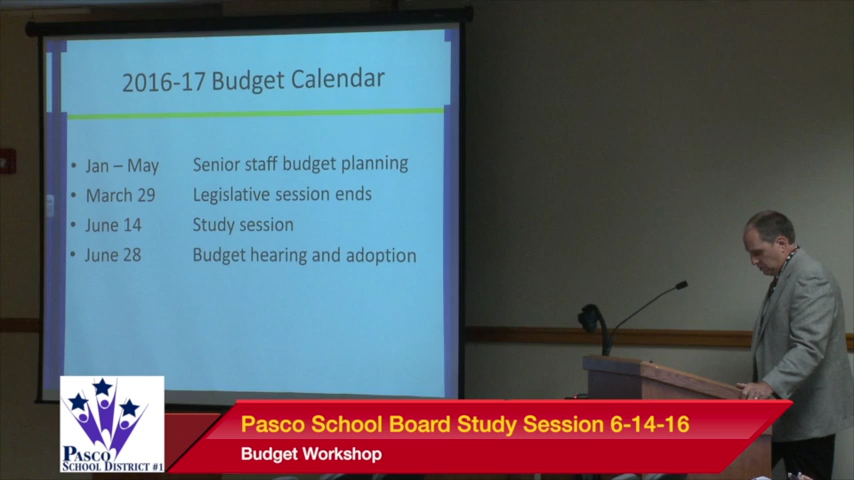 2016-17 Budget Calendar
• Jan – May Senior staff budget planning
• March 29 Legislative session ends
• June 14 Study session
• June 28 Budget hearing and adoption
Pasco School Board Study Session 6-14-16
Budget Workshop
PASCO
SCHOOL DISTRICT #1